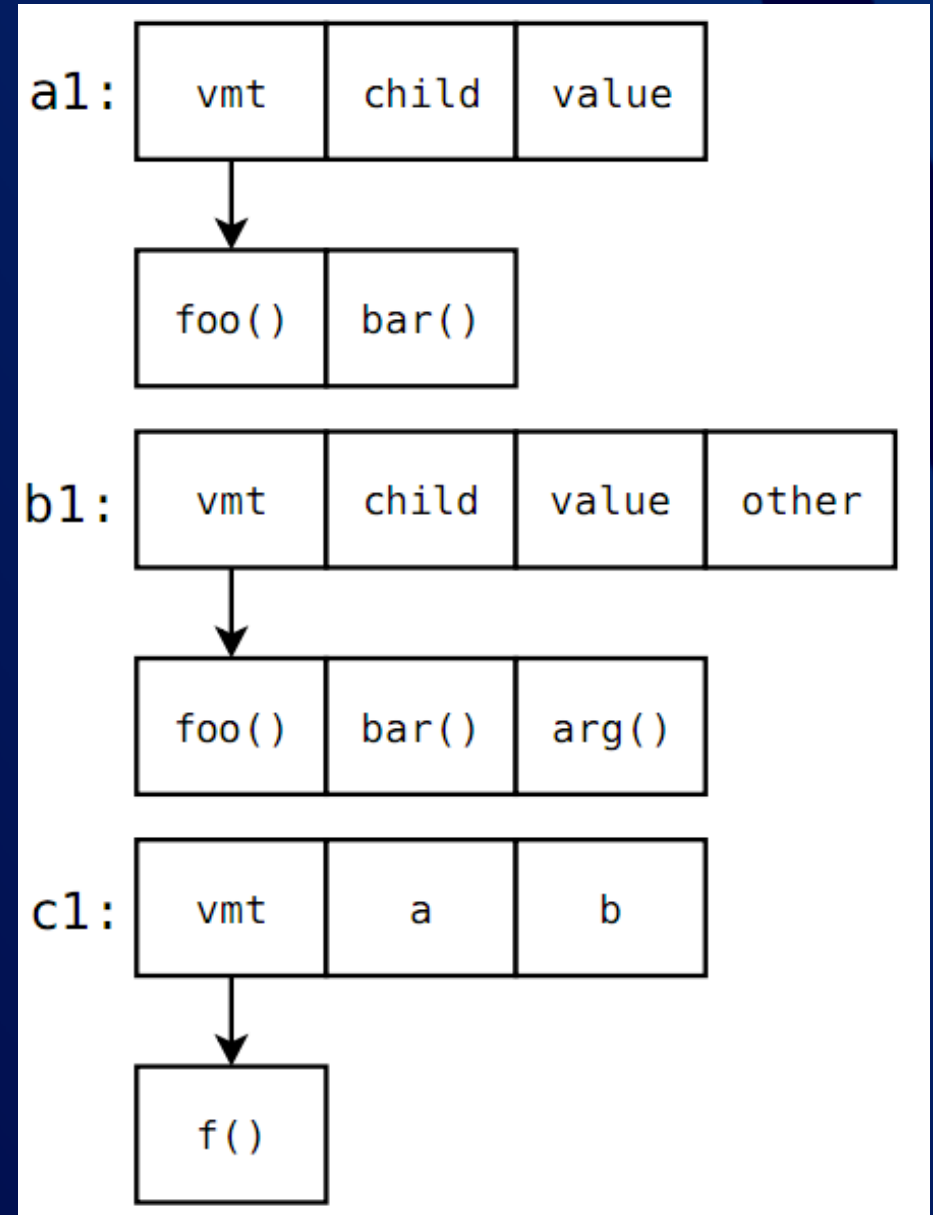 a1: vmt child value
foo() bar()
b1: vmt child value other
foo() bar() arg()
c1: vmt a b
f()